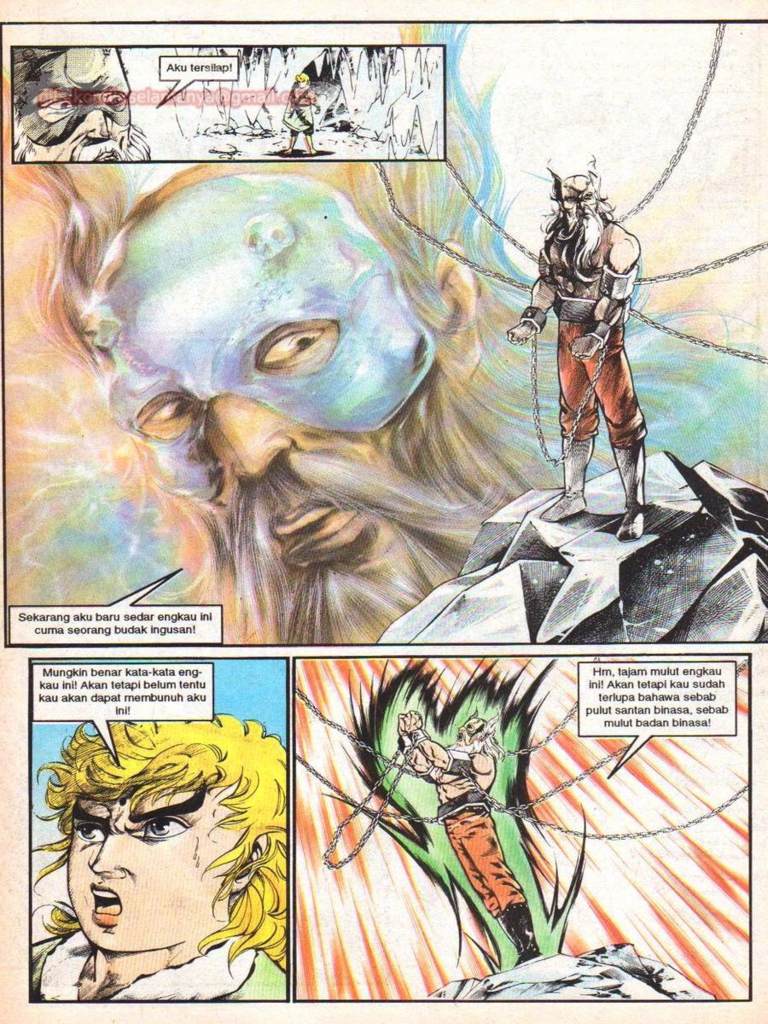 Aku tersilap!
Sekarang aku baru sedar engkau ini
cuma seorang budak ingusan!
Mungkin benar kata-kata eng-
kau ini! Akan tetapi belum tentu
kau akan dapat membunuh aku
ini!
Hm, tajam mulut engkau
ini! Akan tetapi kau sudah
terlupa bahawa sebab
pulut santan binasa, sebab
mulut badan binasa!